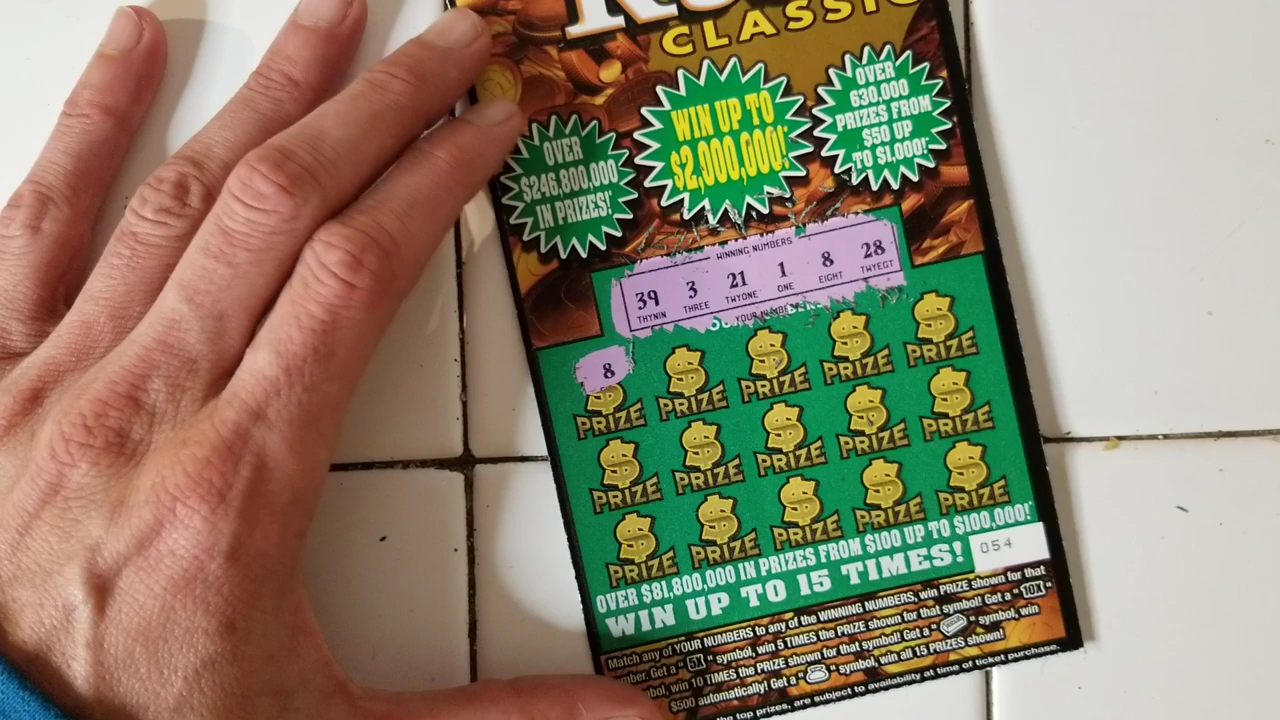 CLASSIC
WIN UP TO
$2,000,000!*
OVER
630,000
PRIZES FROM
$50 UP
TO $1,000!*
OVER
$246,800,000
IN PRIZES!*
WINNING NUMBERS
39 3 21 1 8 28
THYNIN THREE TWYONE ONE EIGHT TWYEGT
YOUR NUMBERS
8
PRIZE PRIZE PRIZE PRIZE PRIZE
PRIZE PRIZE PRIZE PRIZE PRIZE
PRIZE PRIZE PRIZE PRIZE PRIZE
OVER $81,800,000 IN PRIZES FROM $100 UP TO $100,000!*
WIN UP TO 15 TIMES!
054
Match any of YOUR NUMBERS to any of the WINNING NUMBERS, win PRIZE shown for that
mber. Get a "5X" symbol, win 5 TIMES the PRIZE shown for that symbol! Get a "10X"
mbol, win 10 TIMES the PRIZE shown for that symbol! Get a " " symbol, win
$500 automatically! Get a " " symbol, win all 15 PRIZES shown!
the top prizes, are subject to availability at time of ticket purchase.